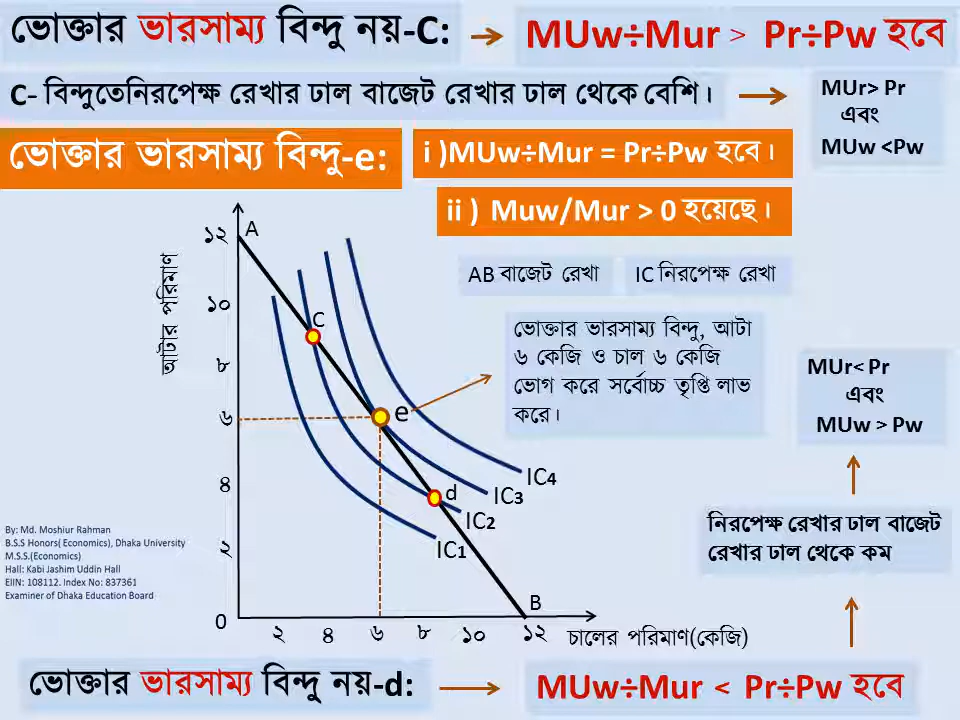 ভোক্তার ভারসাম্য বিন্দু নয়-C: MUw÷Mur > Pr÷Pw হবে
C- বিন্দুতেনিরপেক্ষ রেখার ঢাল বাজেট রেখার ঢাল থেকে বেশি।
MUr> Pr
এবং
MUw <Pw
ভোক্তার ভারসাম্য বিন্দু-e:
i )MUw÷Mur = Pr÷Pw হবে।
ii ) Muw/Mur > 0 হয়েছে।
AB বাজেট রেখা
IC নিরপেক্ষ রেখা
আটার পরিমাণ
১২
১০
৮
৬
৪
২
0
A
C
e
d
B
IC4
IC3
IC2
IC1
২ ৪ ৬ ৮ ১০ ১২ চালের পরিমাণ(কেজি)
ভোক্তার ভারসাম্য বিন্দু, আটা
৬ কেজি ও চাল ৬ কেজি
ভোগ করে সর্বোচ্চ তৃপ্তি লাভ
করে।
MUr< Pr
এবং
MUw > Pw
নিরপেক্ষ রেখার ঢাল বাজেট
রেখার ঢাল থেকে কম
By: Md. Moshiur Rahman
B.S.S Honors( Economics), Dhaka University
M.S.S.(Economics)
Hall: Kabi Jashim Uddin Hall
EIIN: 108112. Index No: 837361
Examiner of Dhaka Education Board
ভোক্তার ভারসাম্য বিন্দু নয়-d: MUw÷Mur < Pr÷Pw হবে